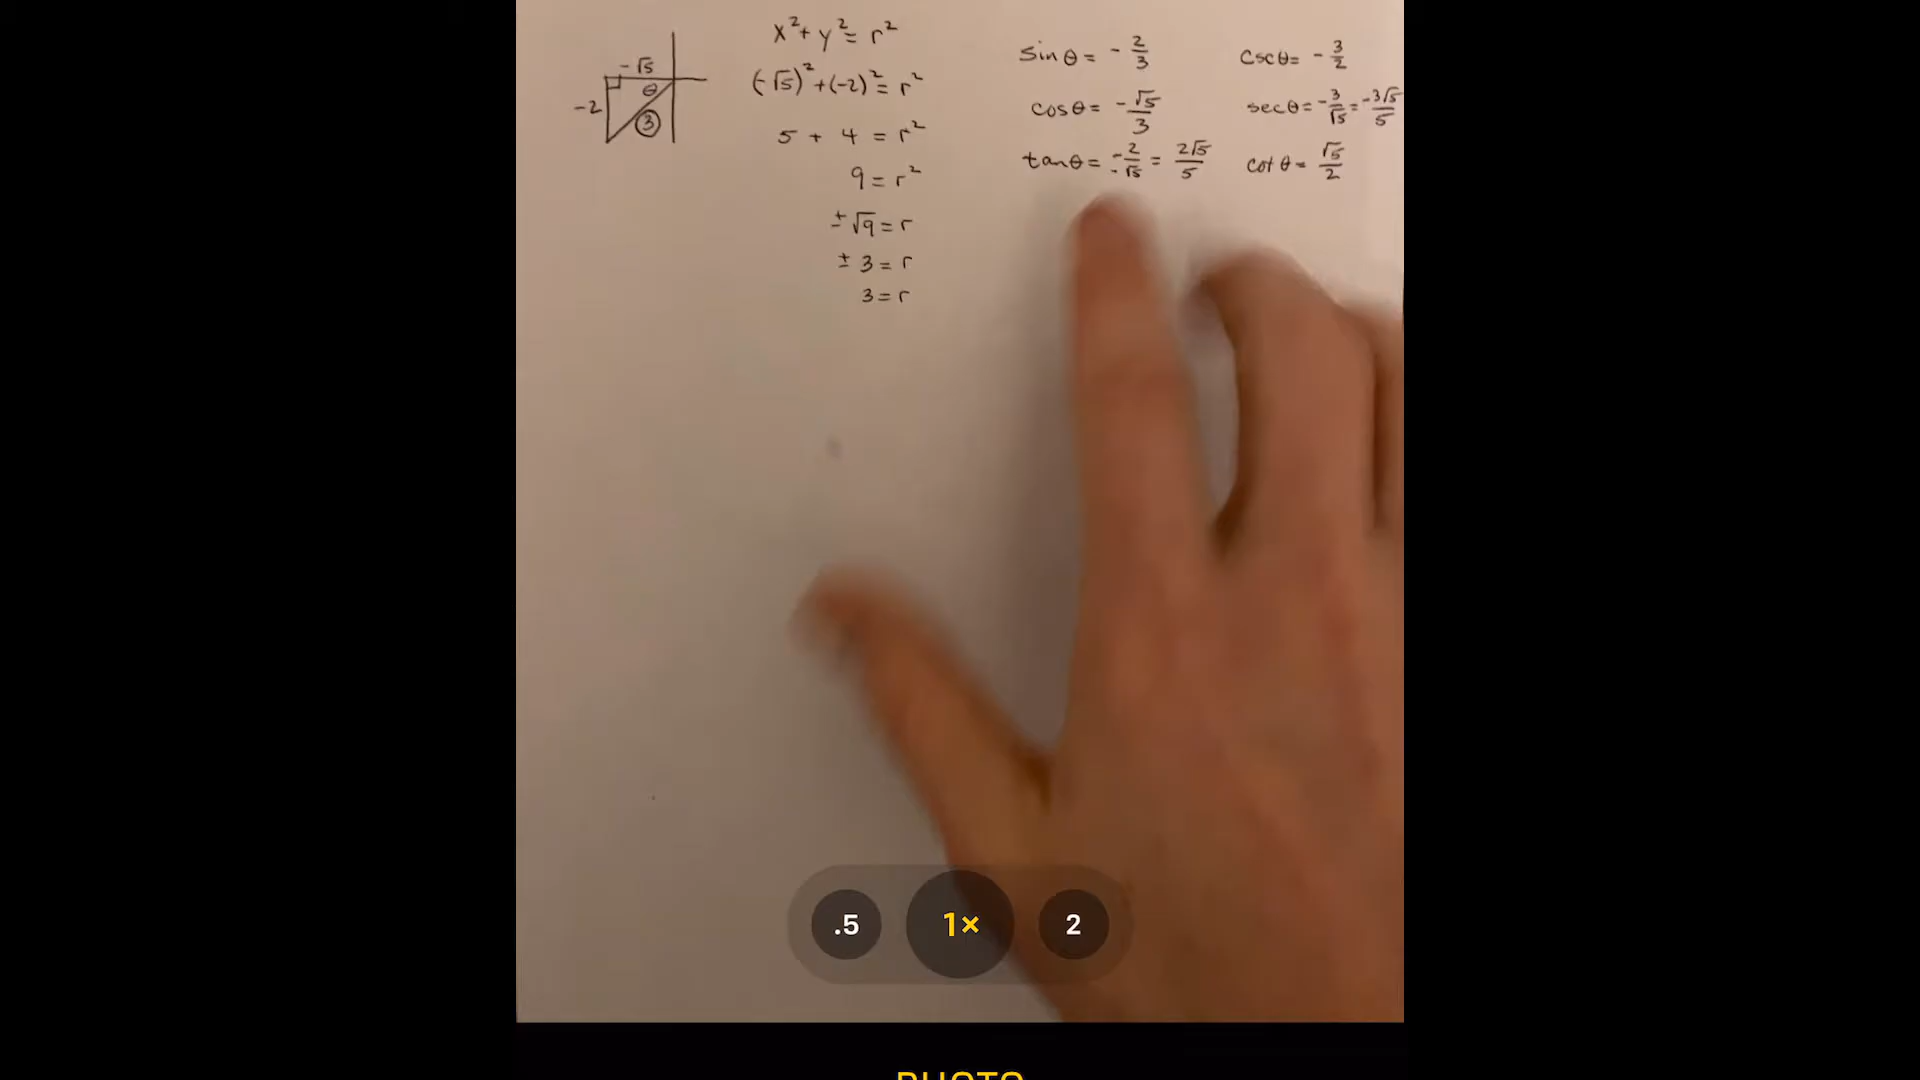 -√5
-2
θ
3
x²+ y²= r²
(-√5)²+(-2)²= r²
5 + 4 = r²
9 = r²
± √9 = r
± 3 = r
3 = r
sin θ = - 2/3
cos θ = - √5/3
tan θ = -2/-√5 = 2√5/5
csc θ = - 3/2
sec θ = - 3/√5 = -3√5/5
cot θ = √5/2
.5 1× 2
PHOTO